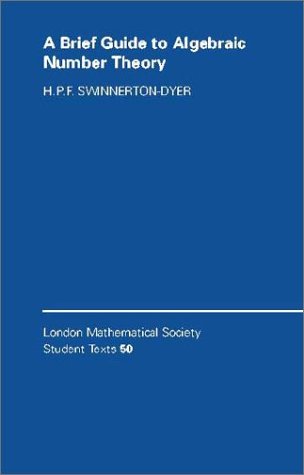 A Brief Guide to Algebraic
Number Theory
H.P.F. SWINNERTON-DYER
London Mathematical Society
Student Texts 50